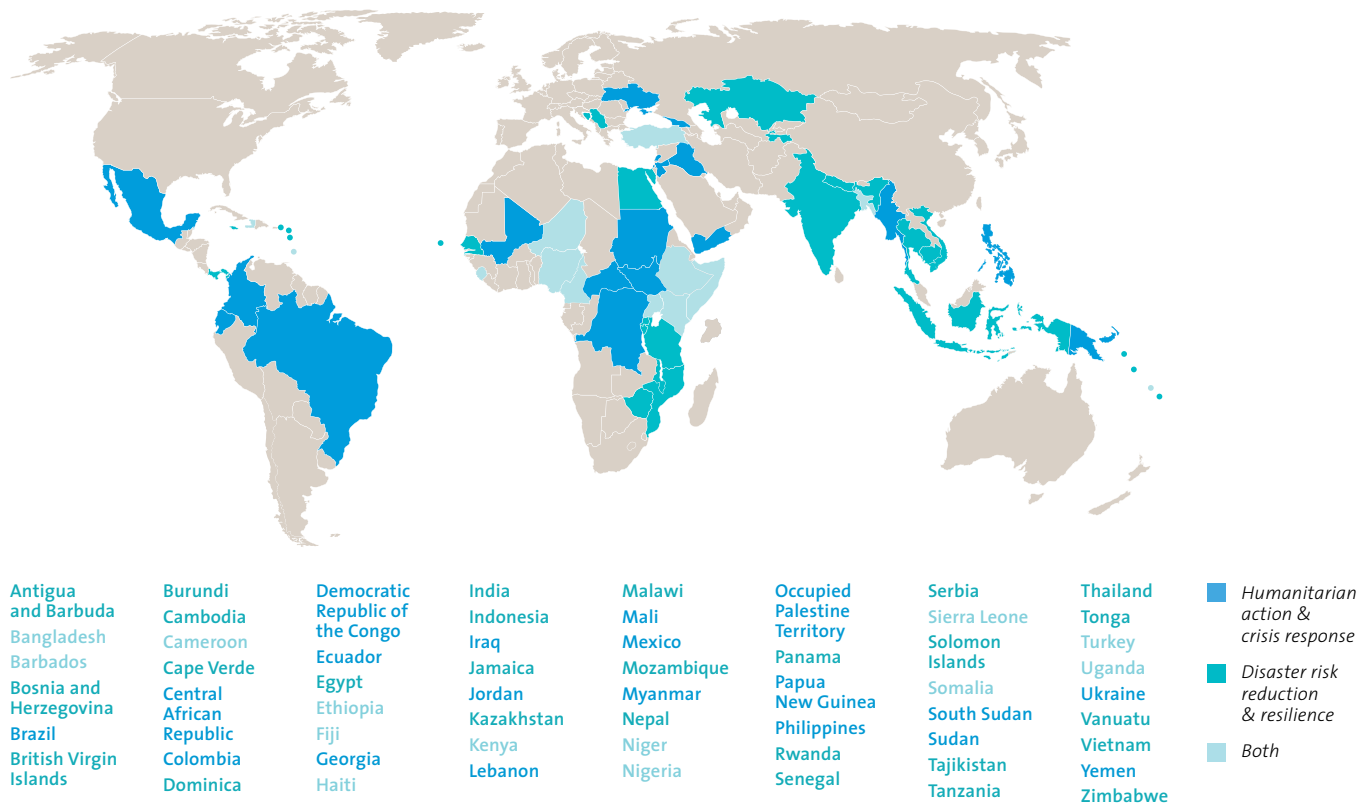 Antigua
and Barbuda
Bangladesh
Barbados
Bosnia and
Herzegovina
Brazil
British Virgin
Islands
Burundi
Cambodia
Cameroon
Cape Verde
Central
African
Republic
Colombia
Dominica
Democratic
Republic of
the Congo
Ecuador
Egypt
Ethiopia
Fiji
Georgia
Haiti
India
Indonesia
Iraq
Jamaica
Jordan
Kazakhstan
Kenya
Lebanon
Malawi
Mali
Mexico
Mozambique
Myanmar
Nepal
Niger
Nigeria
Occupied
Palestine
Territory
Panama
Papua
New Guinea
Philippines
Rwanda
Senegal
Serbia
Sierra Leone
Solomon
Islands
Somalia
South Sudan
Sudan
Tajikistan
Tanzania
Thailand
Tonga
Turkey
Uganda
Ukraine
Vanuatu
Vietnam
Yemen
Zimbabwe
Humanitarian
action &
crisis response
Disaster risk
reduction
& resilience
Both